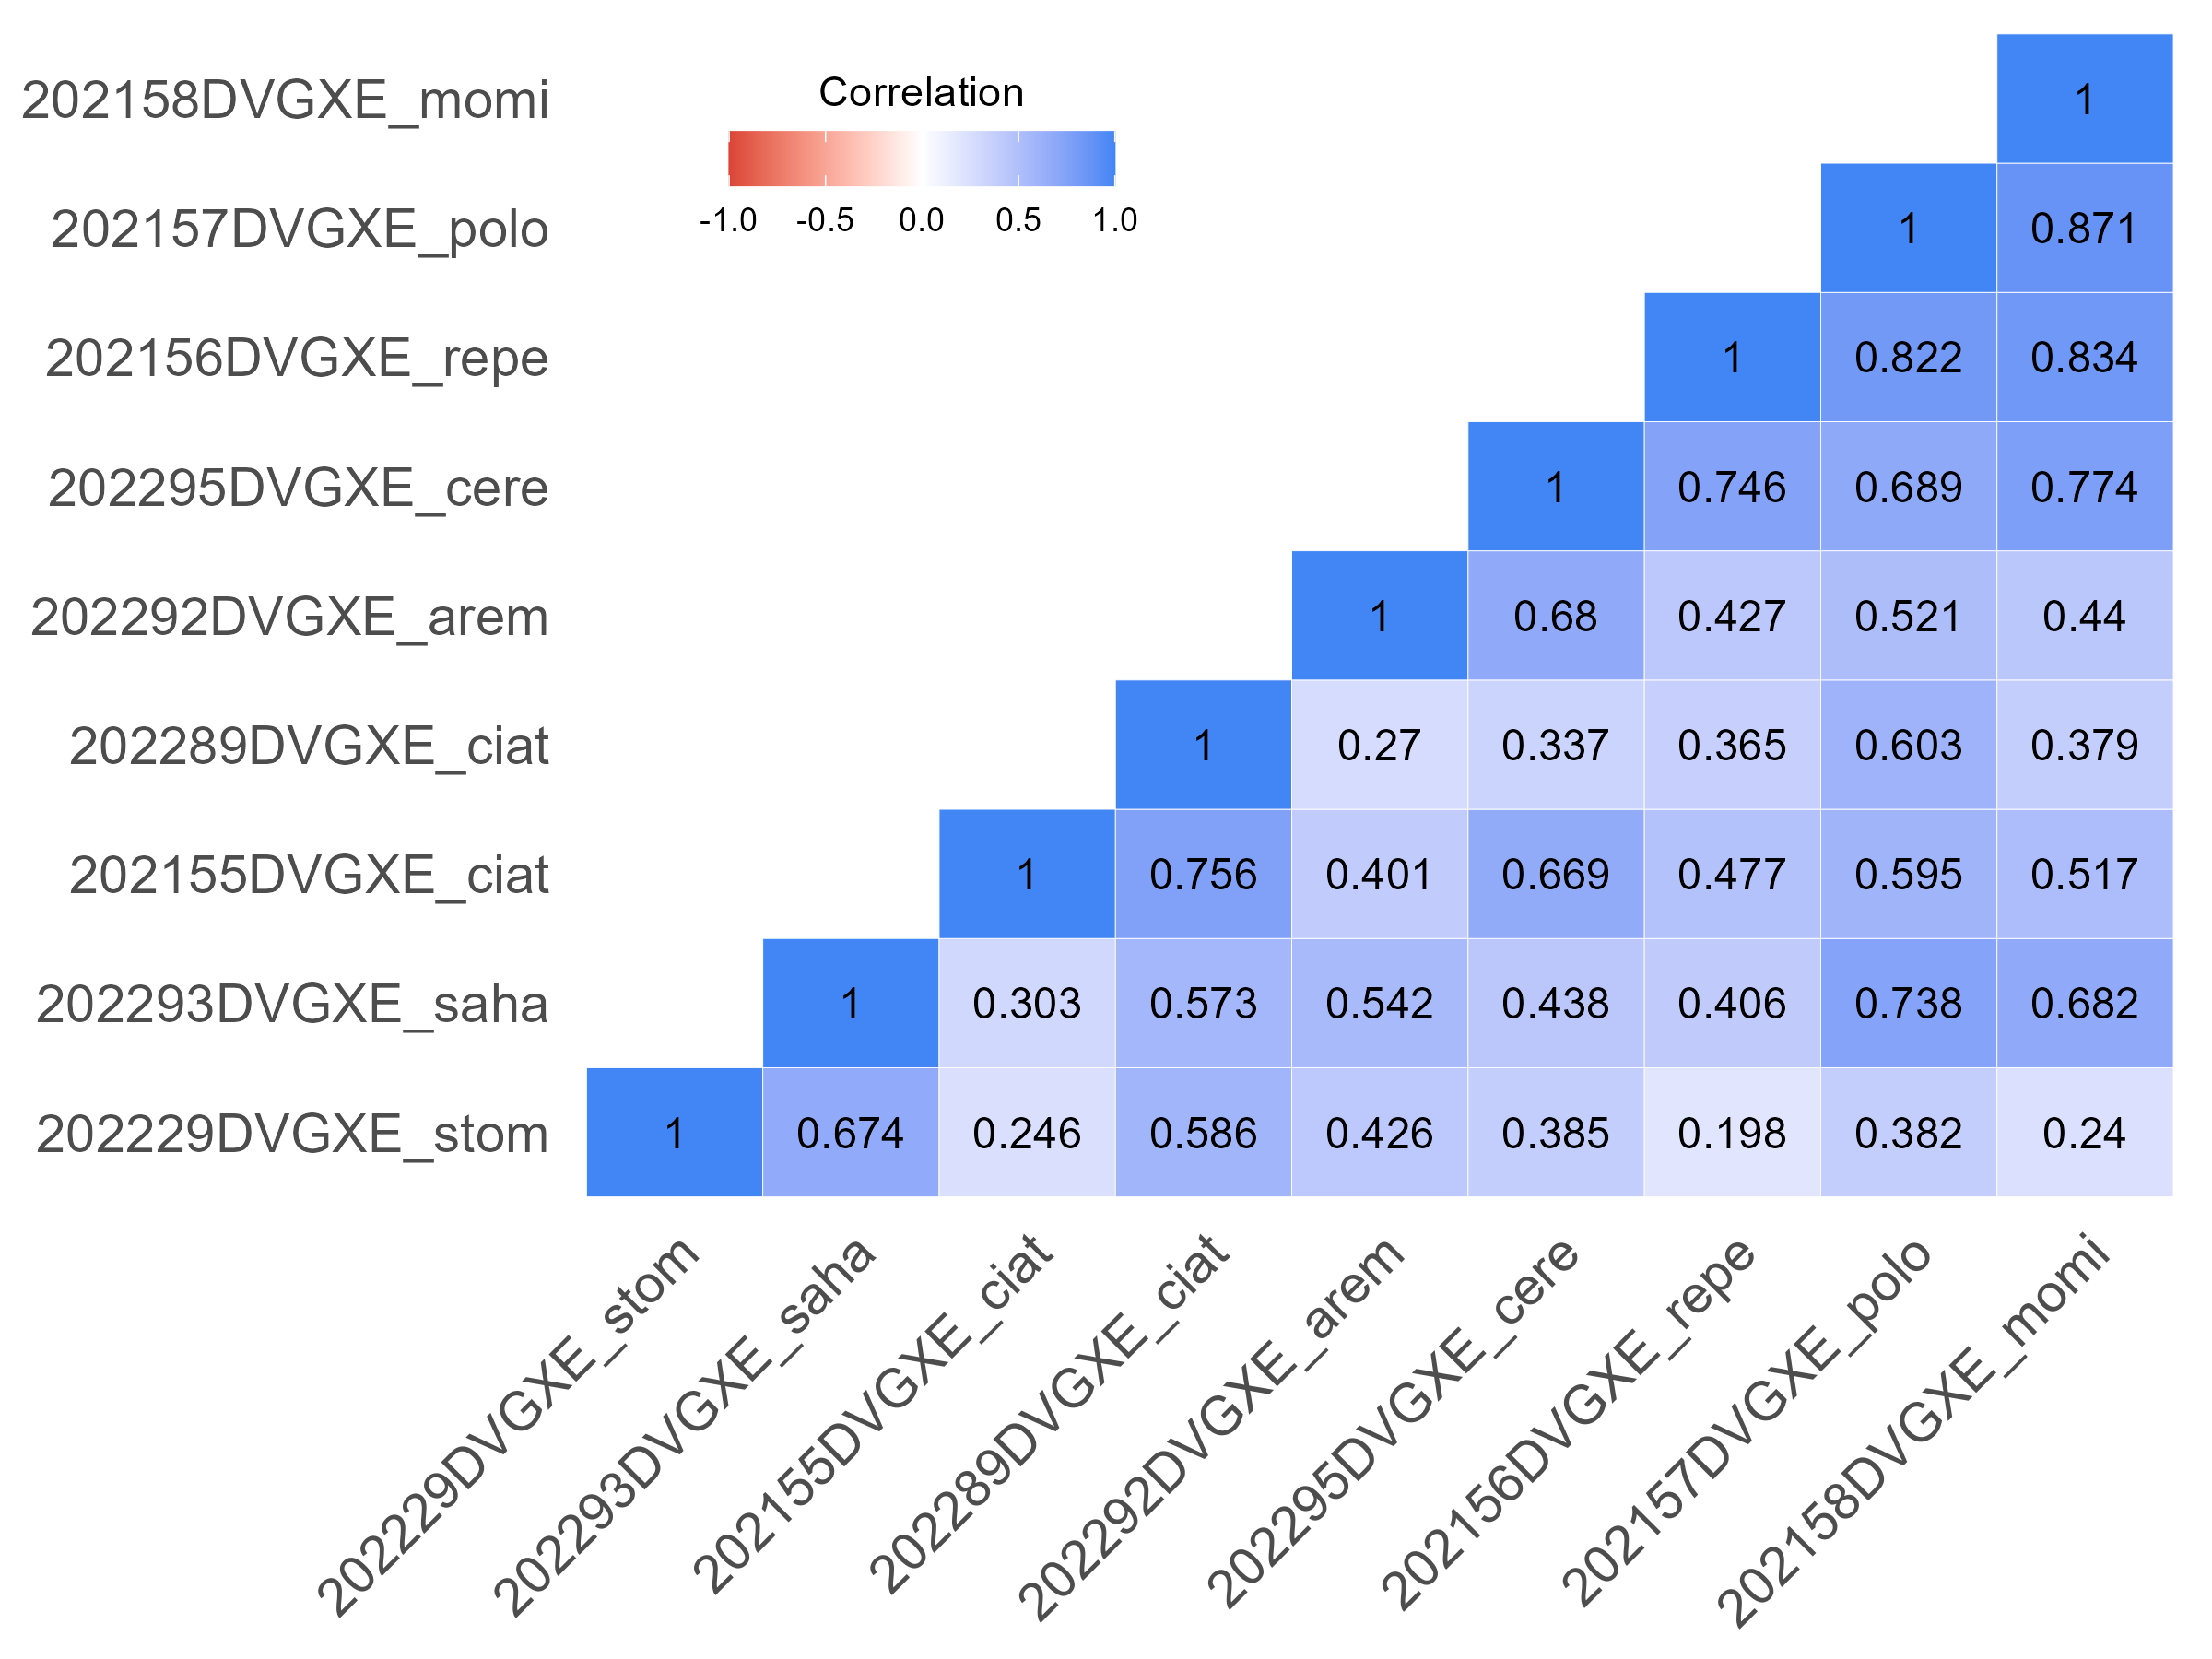 Correlation
-1.0 -0.5 0.0 0.5 1.0
202158DVGXE_momi 1
202157DVGXE_polo 1 0.871
202156DVGXE_repe 1 0.822 0.834
202295DVGXE_cere 1 0.746 0.689 0.774
202292DVGXE_arem 1 0.68 0.427 0.521 0.44
202289DVGXE_ciat 1 0.27 0.337 0.365 0.603 0.379
202155DVGXE_ciat 1 0.756 0.401 0.669 0.477 0.595 0.517
202293DVGXE_saha 1 0.303 0.573 0.542 0.438 0.406 0.738 0.682
202229DVGXE_stom 1 0.674 0.246 0.586 0.426 0.385 0.198 0.382 0.24
202229DVGXE_stom
202293DVGXE_saha
202155DVGXE_ciat
202289DVGXE_ciat
202292DVGXE_arem
202295DVGXE_cere
202156DVGXE_repe
202157DVGXE_polo
202158DVGXE_momi